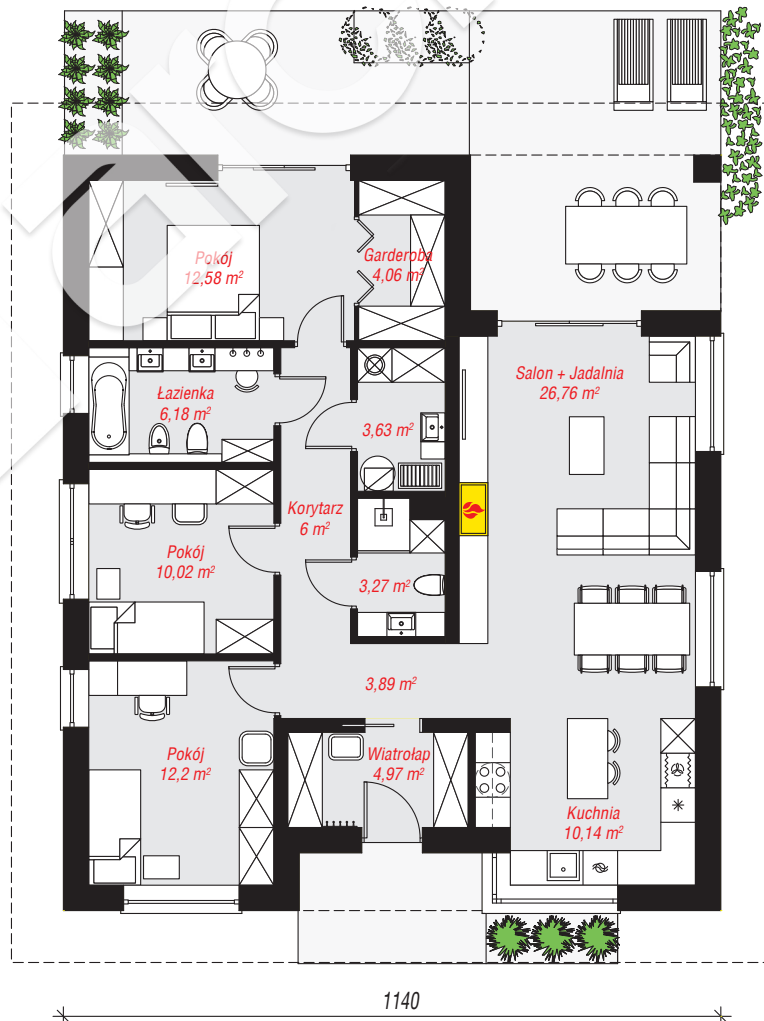 Pokój
12,58 m²
Garderoba
4,06 m²
Łazienka
6,18 m²
3,63 m²
Salon + Jadalnia
26,76 m²
Korytarz
6 m²
Pokój
10,02 m²
3,27 m²
3,89 m²
Pokój
12,2 m²
Wiatrołap
4,97 m²
Kuchnia
10,14 m²
1140